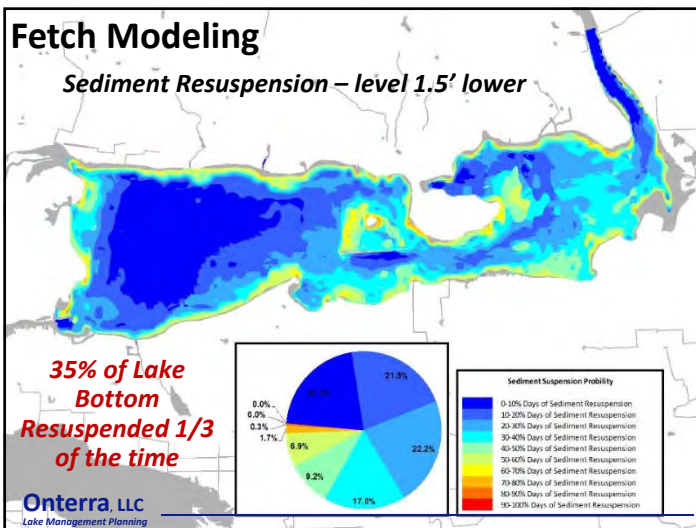 Fetch Modeling
Sediment Resuspension – level 1.5' lower
35% of Lake
Bottom
Resuspended 1/3
of the time
21.9%
22.2%
17.0%
9.2%
6.9%
1.7%
0.3%
0.0%
0.0%
Sediment Suspension Probility
0-10% Days of Sediment Resuspension
10-20% Days of Sediment Resuspension
20-30% Days of Sediment Resuspension
30-40% Days of Sediment Resuspension
40-50% Days of Sediment Resuspension
50-60% Days of Sediment Resuspension
60-70% Days of Sediment Resuspension
70-80% Days of Sediment Resuspension
80-90% Days of Sediment Resuspension
90-100% Days of Sediment Resuspension
Onterra, LLC
Lake Management Planning